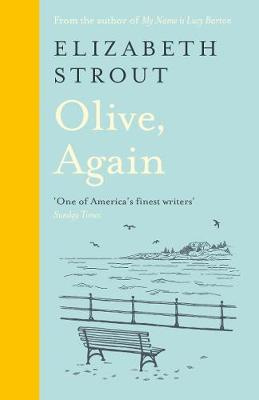 From the author of My Name is Lucy Barton
ELIZABETH
STROUT
Olive,
Again
'One of America's finest writers'
Sunday Times